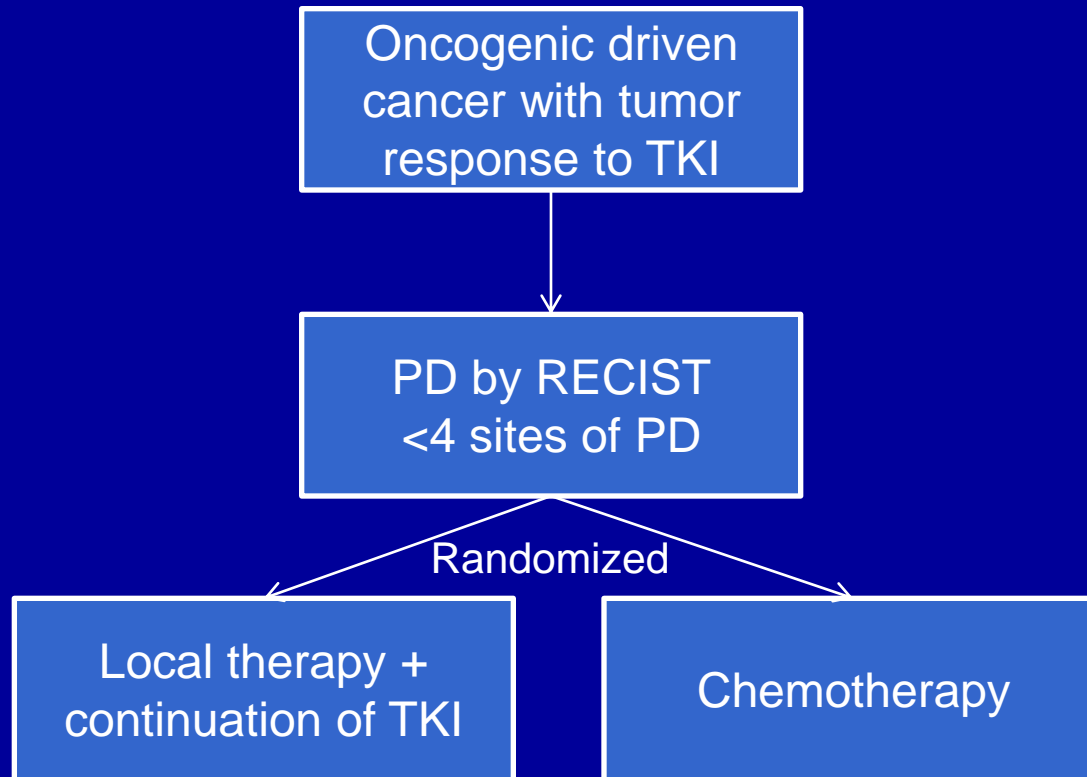 Oncogenic driven
cancer with tumor
response to TKI
PD by RECIST
<4 sites of PD
Randomized
Local therapy +
continuation of TKI
Chemotherapy